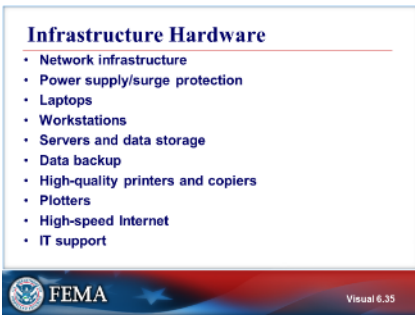 Infrastructure Hardware
• Network infrastructure
• Power supply/surge protection
• Laptops
• Workstations
• Servers and data storage
• Data backup
• High-quality printers and copiers
• Plotters
• High-speed Internet
• IT support
FEMA
Visual 6.35